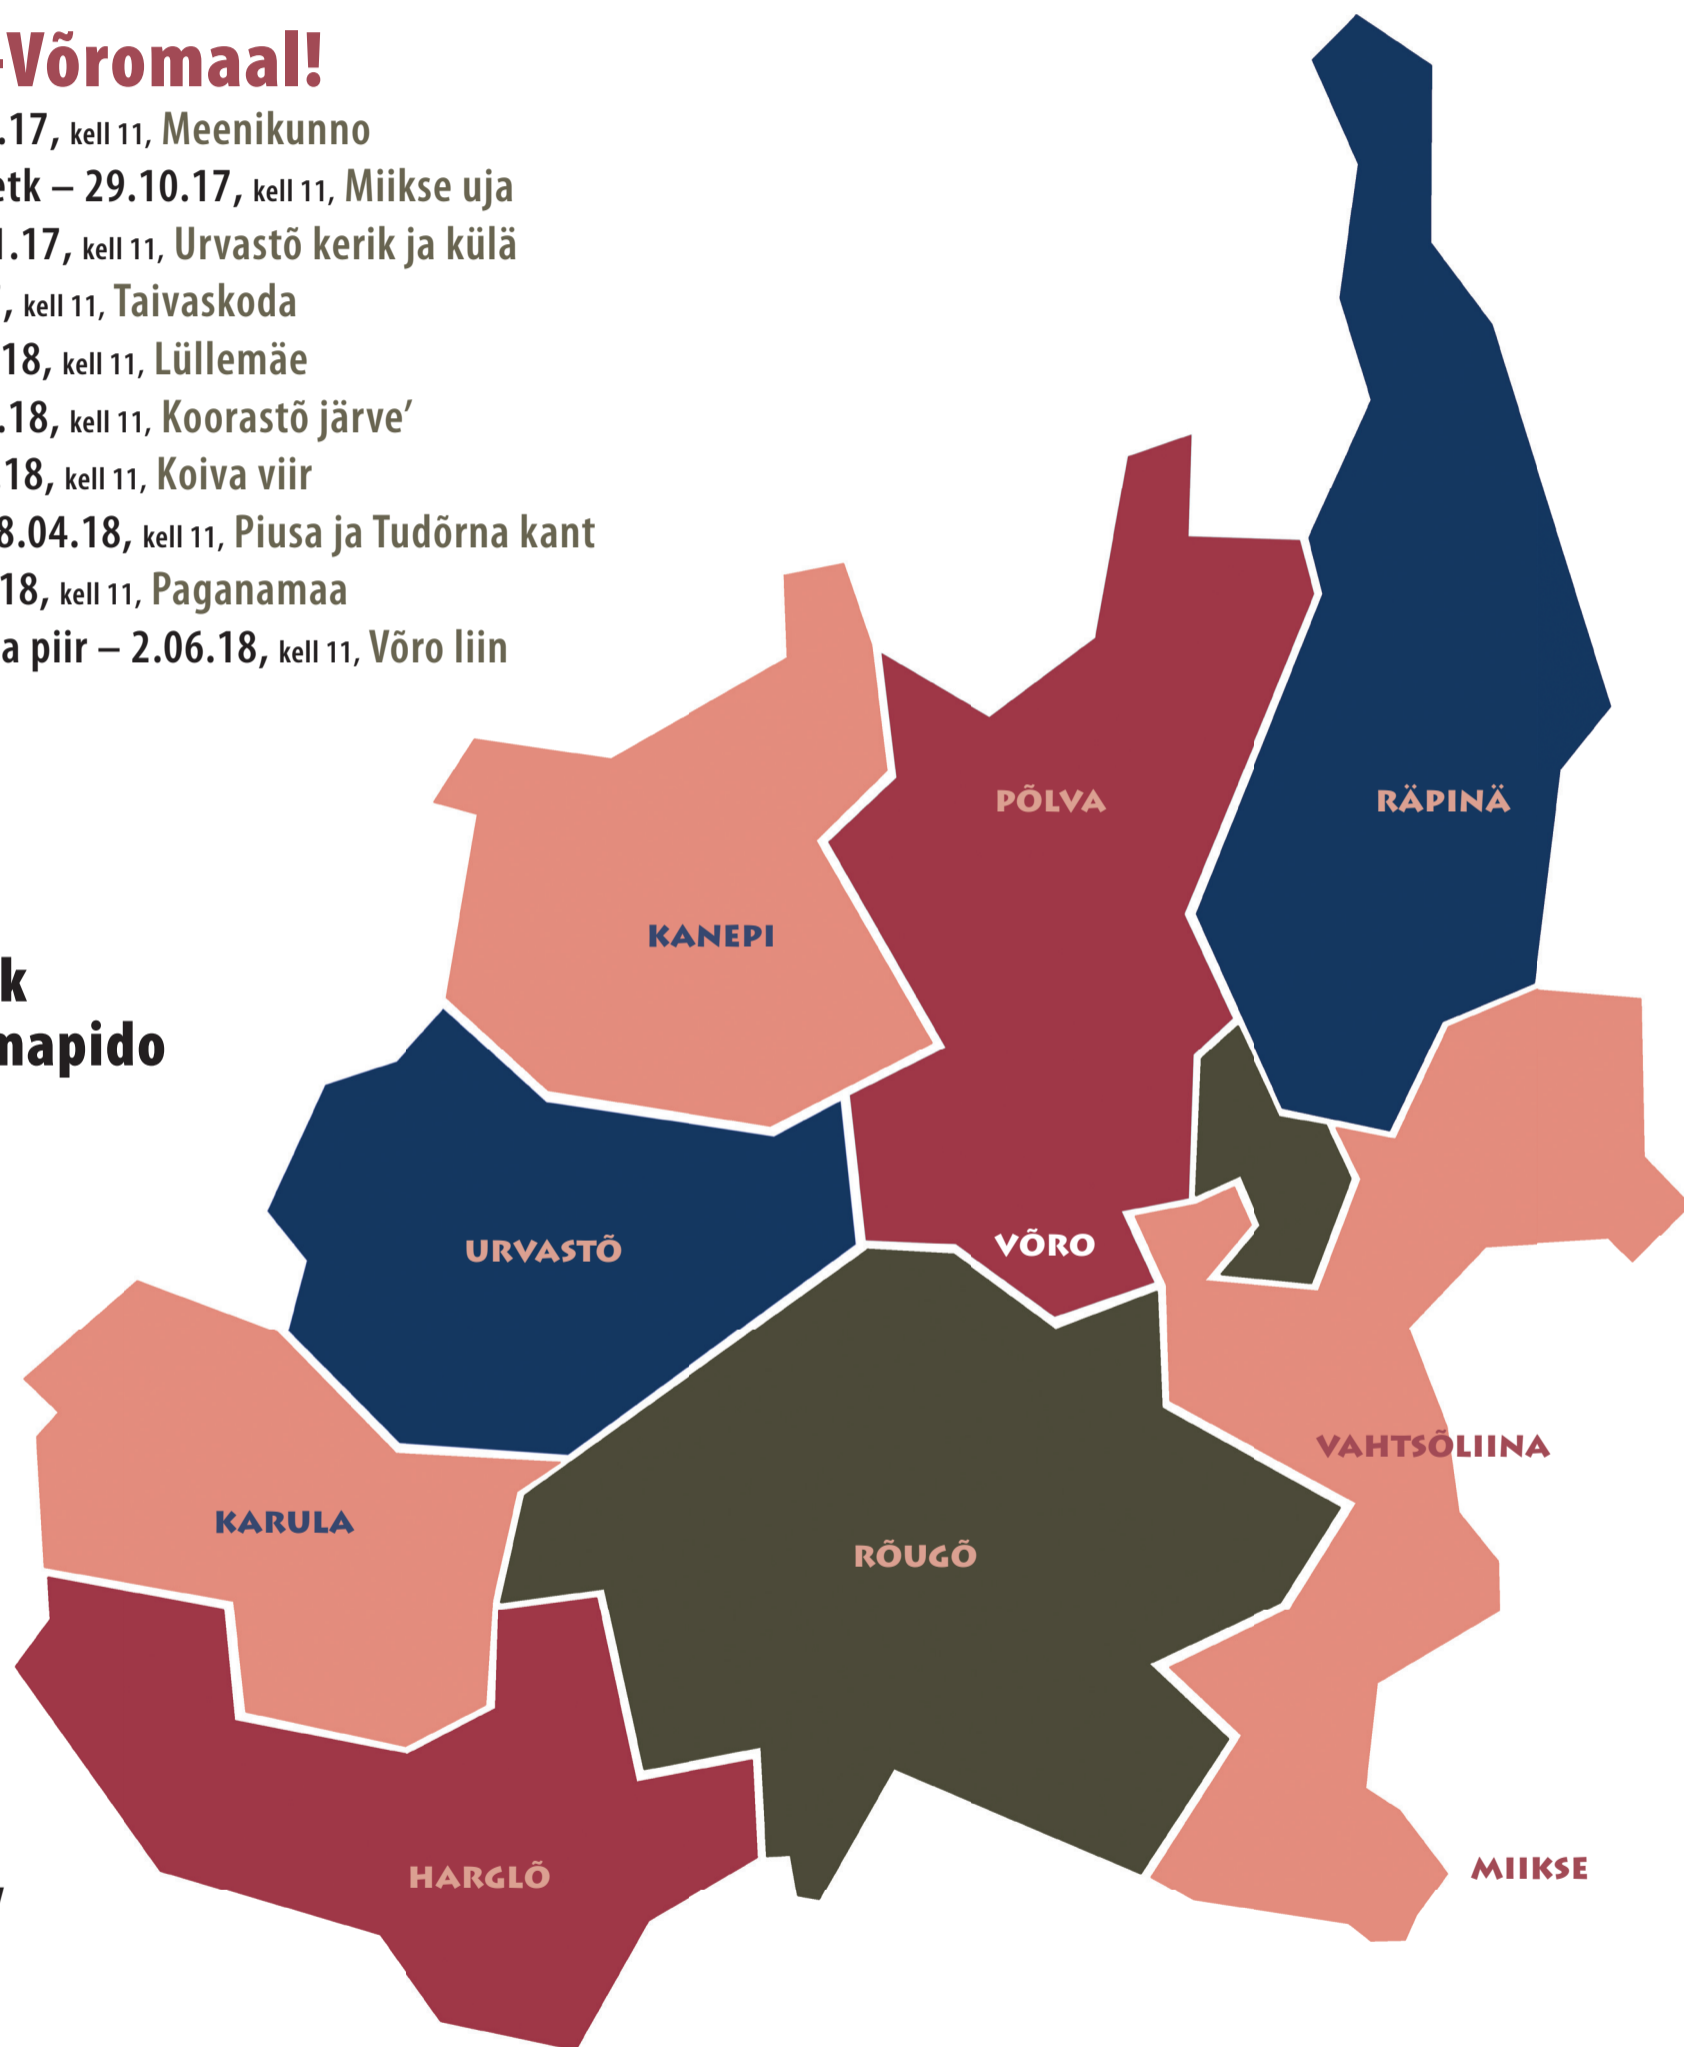 -Võromaal!
.17, kell 11, Meenikunno
etk – 29.10.17, kell 11, Miikse uja
1.17, kell 11, Urvastõ kerik ja külä
, kell 11, Taivaskoda
18, kell 11, Lüllemäe
.18, kell 11, Koorastõ järve’
18, kell 11, Koiva viir
8.04.18, kell 11, Piusa ja Tudõrna kant
18, kell 11, Paganamaa
a piir – 2.06.18, kell 11, Võro liin
PÕLVA
RÄPINÄ
KANEPI
k
mapido
URVASTÕ
VÕRO
VAHTSÕLIINA
KARULA
RÕUGÕ
HARGLÕ
MIIKSE